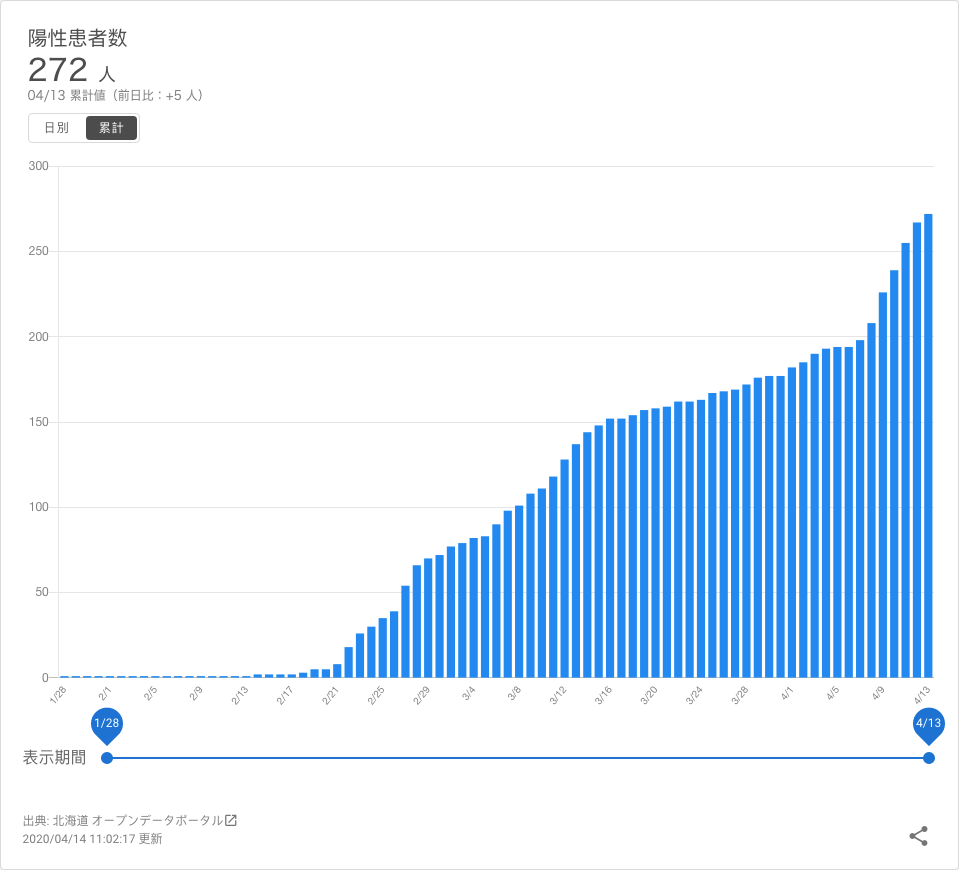 陽性患者数
272 人
04/13 累計値（前日比：+5 人）
日別 累計
300
250
200
150
100
50
0
1/28 2/1 2/5 2/9 2/13 2/17 2/21 2/25 2/29 3/4 3/8 3/12 3/16 3/20 3/24 3/28 4/1 4/5 4/9 4/13
1/28 4/13
表示期間
出典: 北海道 オープンデータポータル
2020/04/14 11:02:17 更新